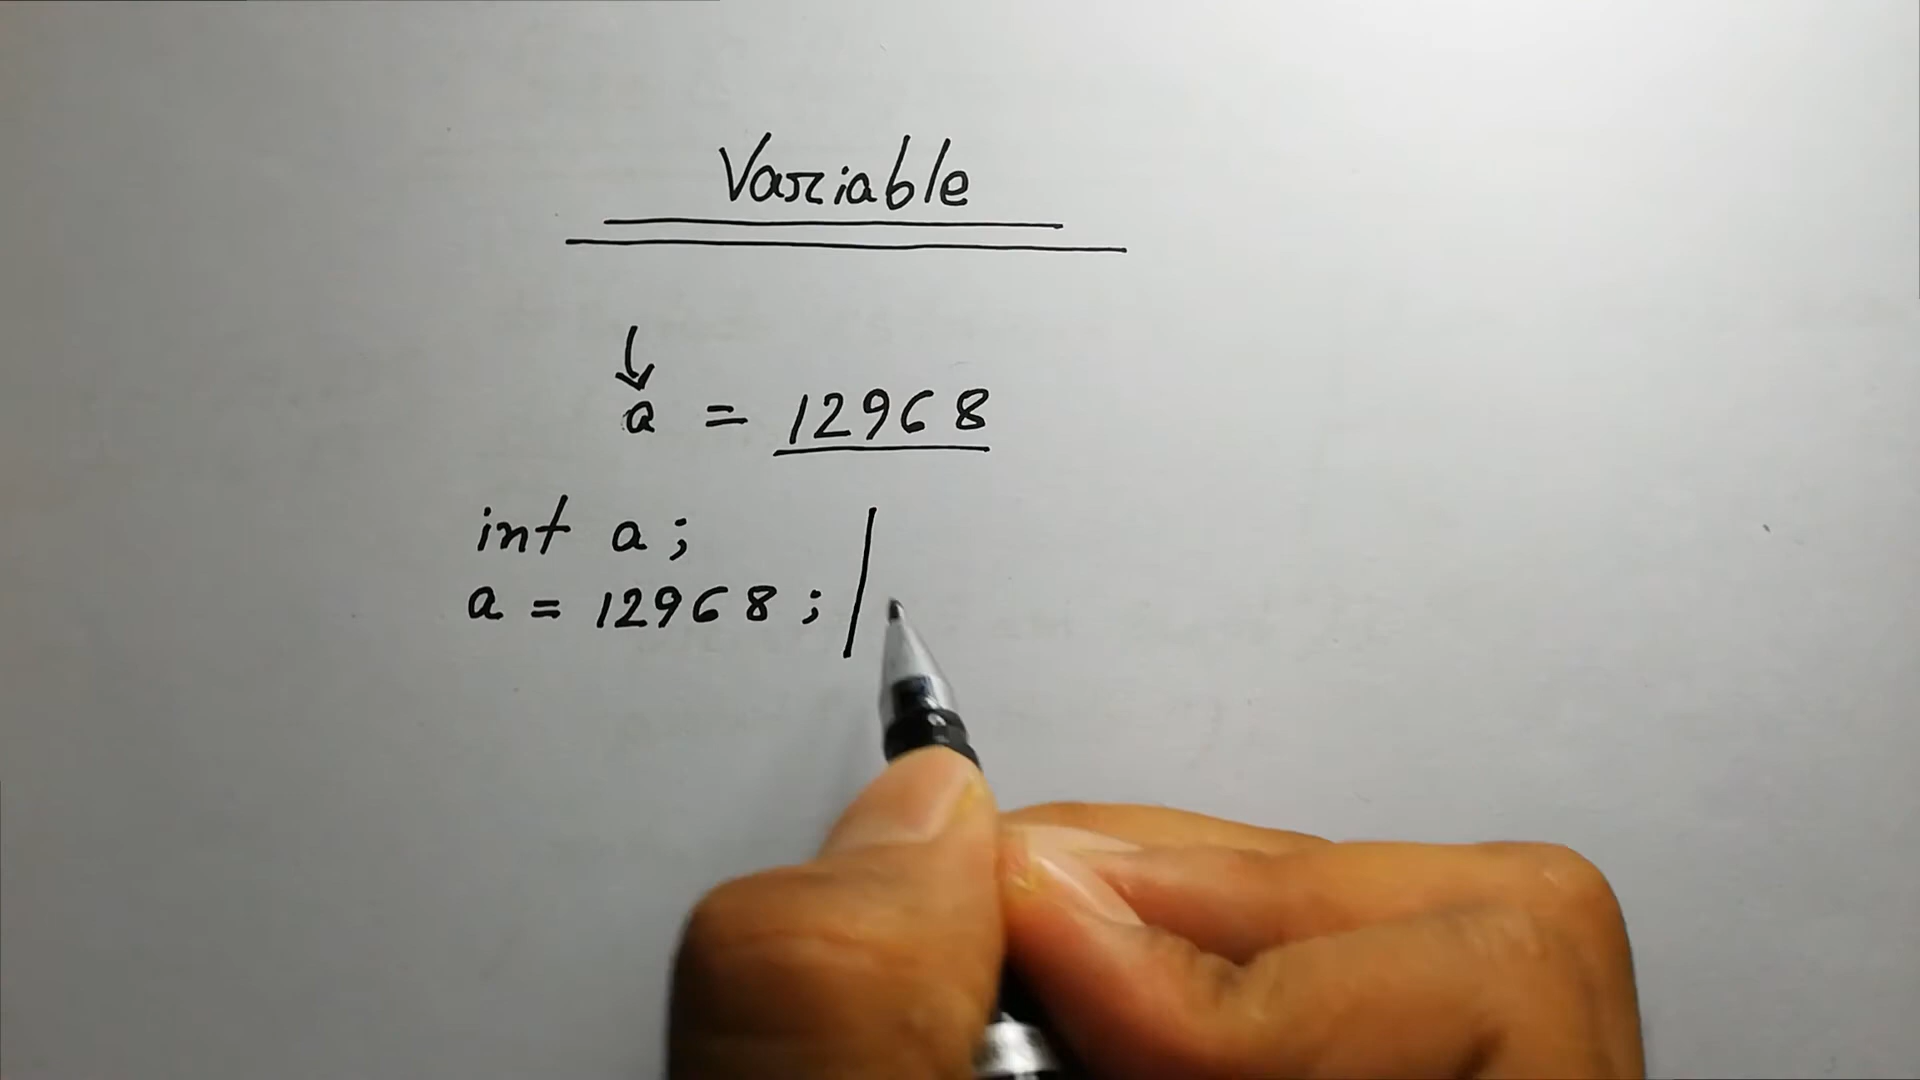 Variable
a = 12968
int a;
a = 12968;